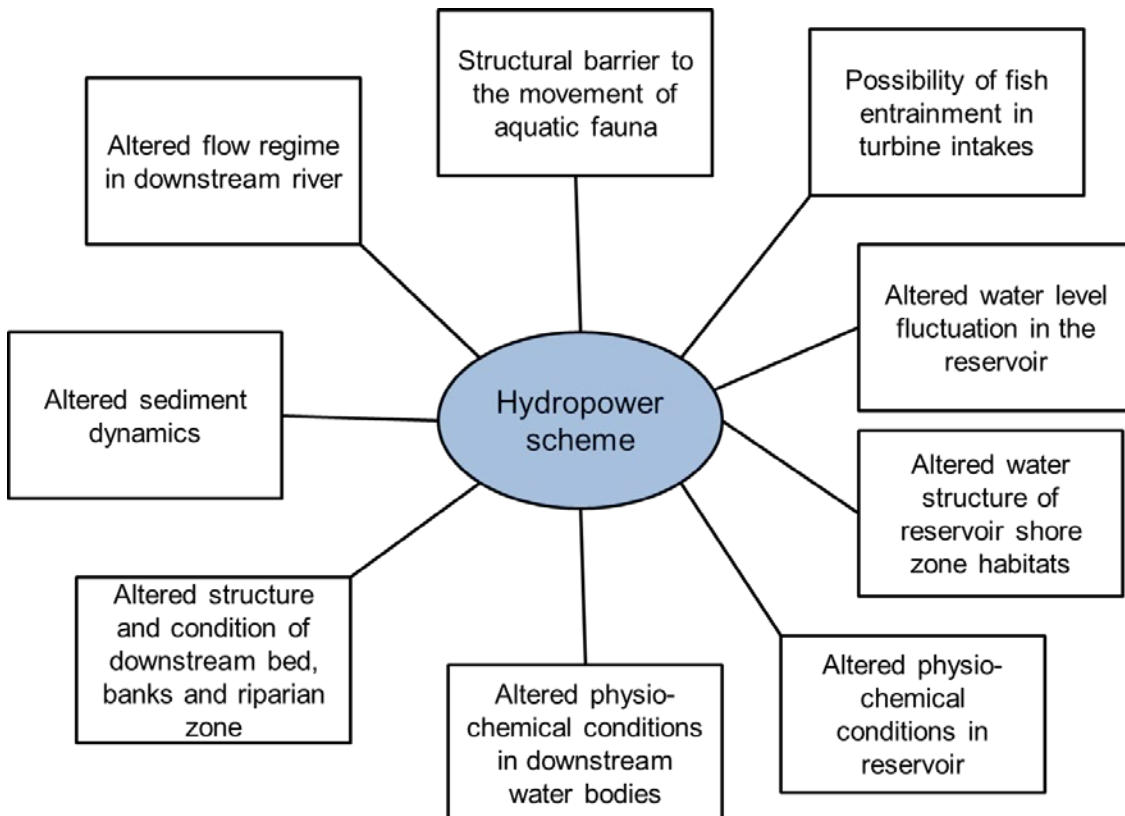 Structural barrier to
the movement of
aquatic fauna
Possibility of fish
entrainment in
turbine intakes
Altered flow regime
in downstream river
Altered water level
fluctuation in the
reservoir
Hydropower
scheme
Altered sediment
dynamics
Altered water
structure of
reservoir shore
zone habitats
Altered structure
and condition of
downstream bed,
banks and riparian
zone
Altered physio-
chemical conditions
in downstream
water bodies
Altered physio-
chemical
conditions in
reservoir